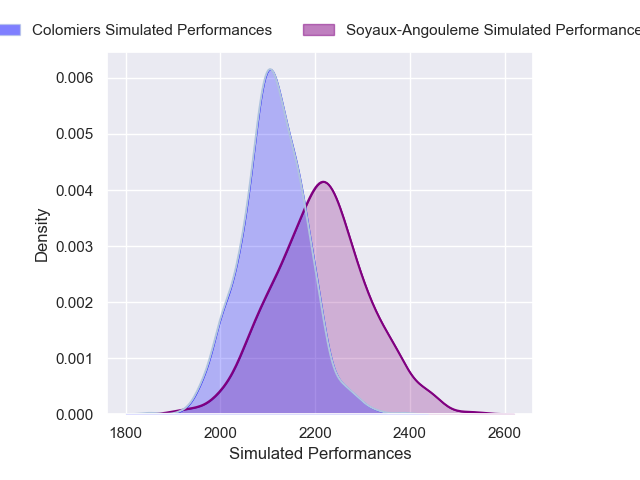 Colomiers Simulated Performances
Soyaux-Angouleme Simulated Performance
0.006
0.005
0.004
0.003
0.002
0.001
0.000
Density
1800 2000 2200 2400 2600
Simulated Performances